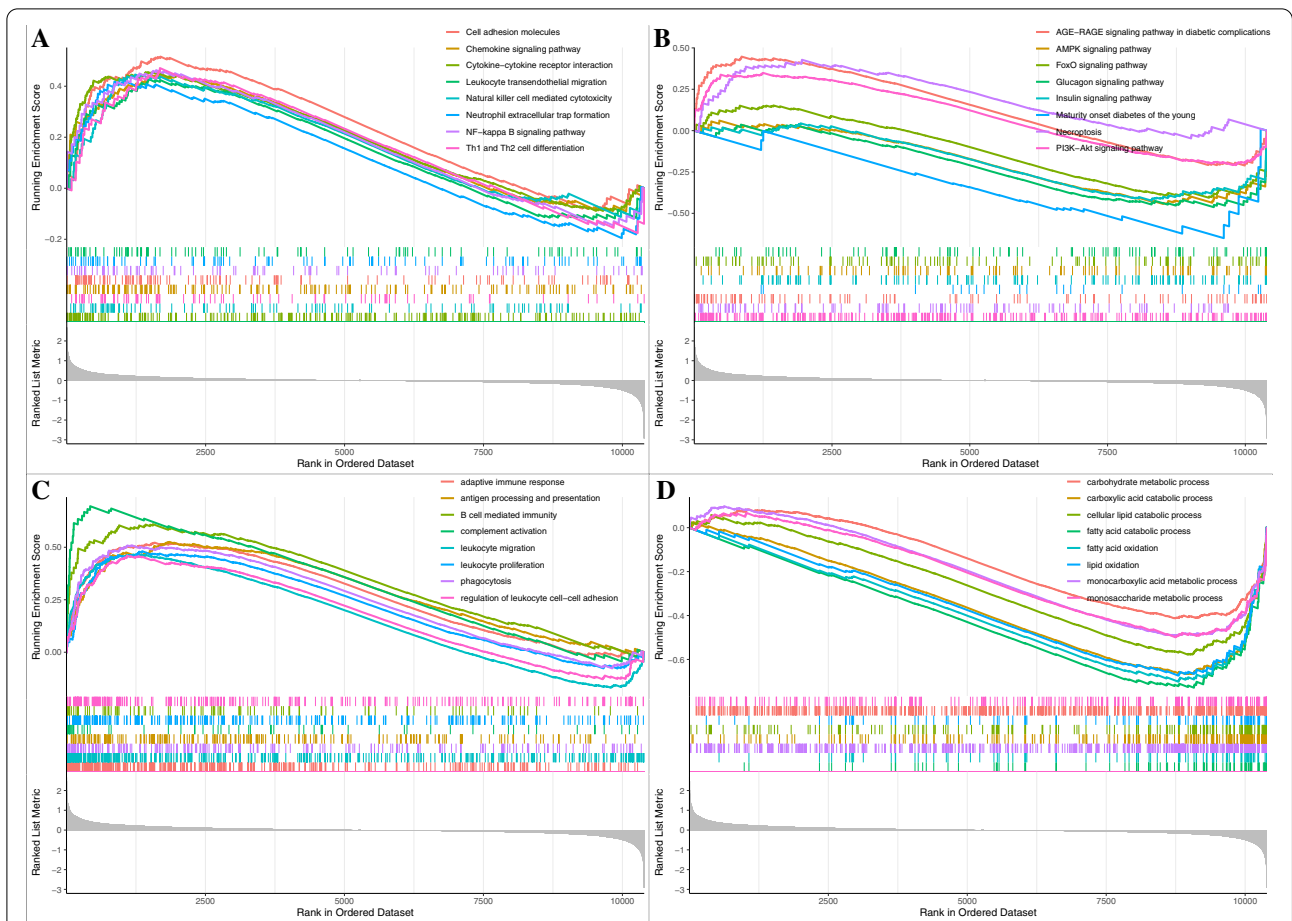 A
Cell adhesion molecules
Chemokine signaling pathway
Cytokine−cytokine receptor interaction
Leukocyte transendothelial migration
Natural killer cell mediated cytotoxicity
Neutrophil extracellular trap formation
NF−kappa B signaling pathway
Th1 and Th2 cell differentiation
Running Enrichment Score
0.4
0.2
0.0
−0.2
Ranked List Metric
2
1
0
−1
−2
−3
2500 5000 7500 10000
Rank in Ordered Dataset
B
AGE−RAGE signaling pathway in diabetic complications
AMPK signaling pathway
FoxO signaling pathway
Glucagon signaling pathway
Insulin signaling pathway
Maturity onset diabetes of the young
Necroptosis
PI3K−Akt signaling pathway
Running Enrichment Score
0.50
0.25
0.00
−0.25
−0.50
Ranked List Metric
2
1
0
−1
−2
−3
2500 5000 7500 10000
Rank in Ordered Dataset
C
adaptive immune response
antigen processing and presentation
B cell mediated immunity
complement activation
leukocyte migration
leukocyte proliferation
phagocytosis
regulation of leukocyte cell−cell adhesion
Running Enrichment Score
0.50
0.25
0.00
Ranked List Metric
2
1
0
−1
−2
−3
2500 5000 7500 10000
Rank in Ordered Dataset
D
carbohydrate metabolic process
carboxylic acid catabolic process
cellular lipid catabolic process
fatty acid catabolic process
fatty acid oxidation
lipid oxidation
monocarboxylic acid metabolic process
monosaccharide metabolic process
Running Enrichment Score
0.0
−0.2
−0.4
−0.6
Ranked List Metric
2
1
0
−1
−2
−3
2500 5000 7500 10000
Rank in Ordered Dataset